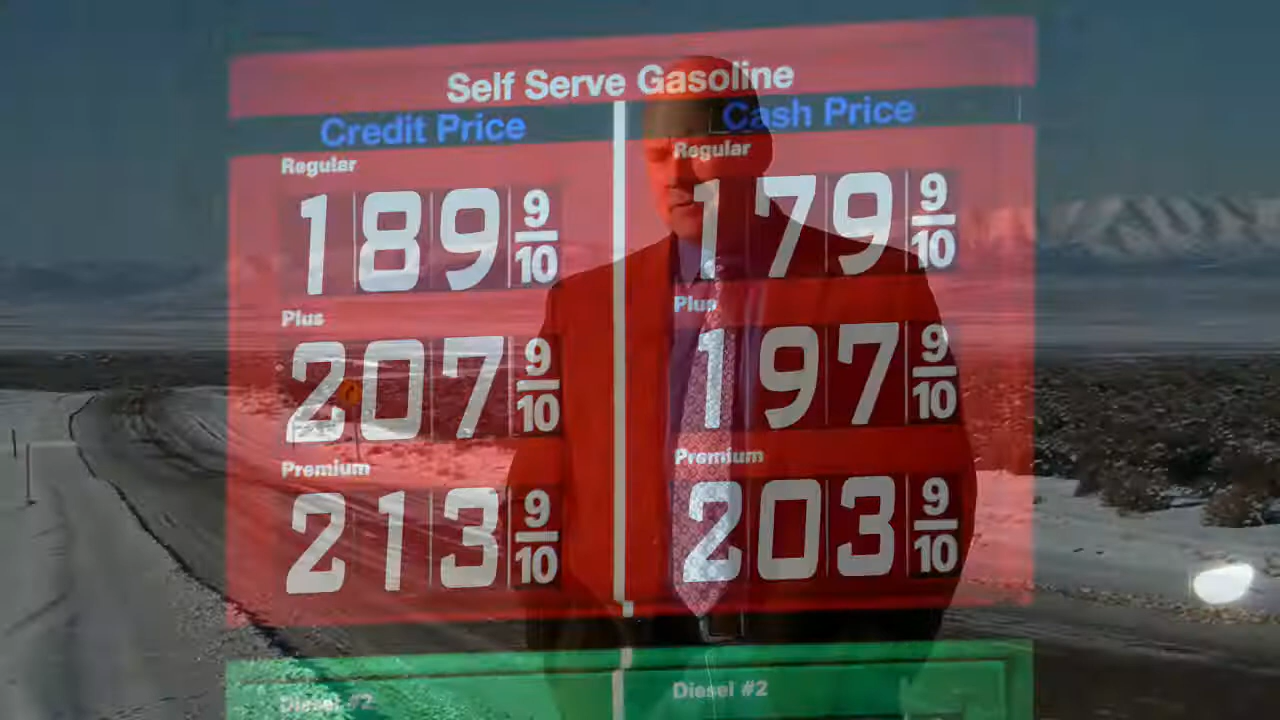 Self Serve Gasoline
Credit Price Cash Price
Regular Regular
189 9/10 179 9/10
Plus Plus
207 9/10 197 9/10
Premium Premium
213 9/10 203 9/10
Diesel #2 Diesel #2